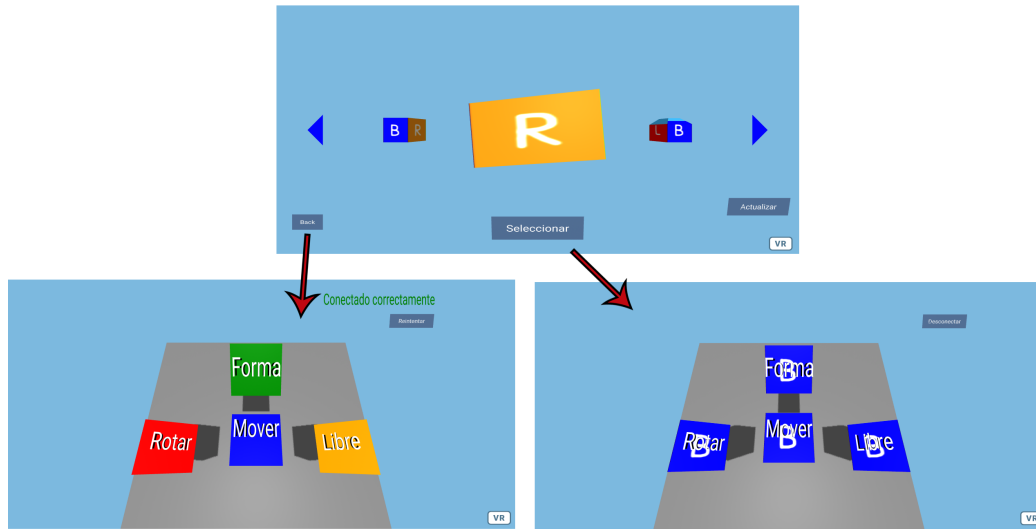 B R
R
L B
Actualizar
Back
Seleccionar
VR
Conectado correctamente
Reintentar
Forma
Mover
Rotar
Libre
VR
Desconectar
Forma
B
Mover
B
Rotar
B
Libre
B
VR